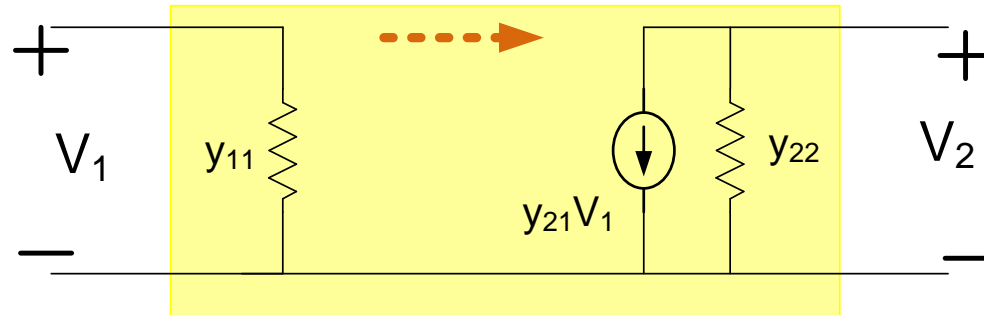 +
+
V₁
y₁₁
y₂₁V₁
y₂₂
V₂
−
−